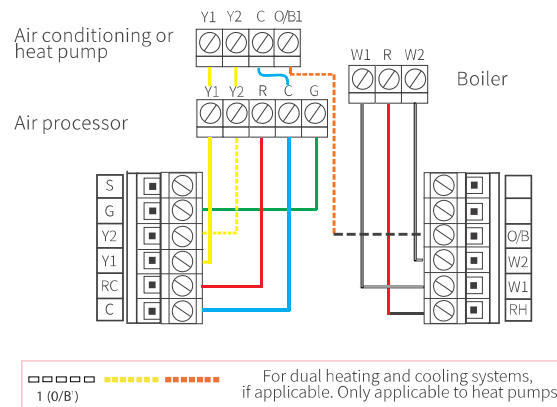 Y1 Y2 C O/B1
Air conditioning or
heat pump
W1 R W2
Boiler
Y1 Y2 R C G
Air processor
S
G
Y2
Y1
RC
C
O/B
W2
W1
RH
For dual heating and cooling systems,
if applicable. Only applicable to heat pumps
1 (O/B')